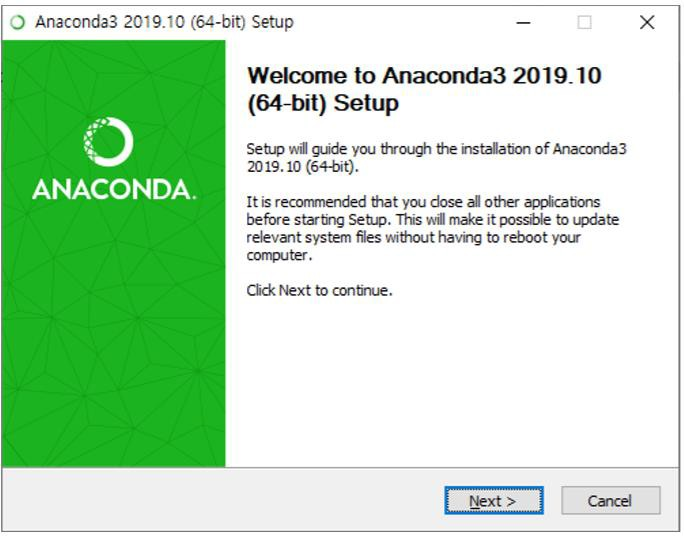 Anaconda3 2019.10 (64-bit) Setup
Welcome to Anaconda3 2019.10
(64-bit) Setup
Setup will guide you through the installation of Anaconda3
2019.10 (64-bit).
It is recommended that you close all other applications
before starting Setup. This will make it possible to update
relevant system files without having to reboot your
computer.
Click Next to continue.
ANACONDA.
Next >
Cancel